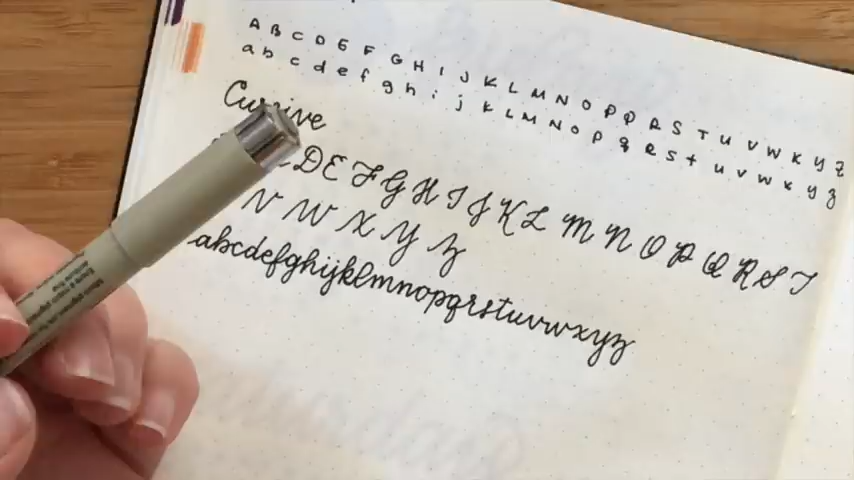 A B C D E F G H I J K L M N O P Q R S T U V W X Y Z
a b c d e f g h i j k L M N O P q R S t u v w x y z
Cursive
D E F G H I J K L M N O P Q R S T
V W X Y Z
abcdefghijklmnopqrstuvwxyz